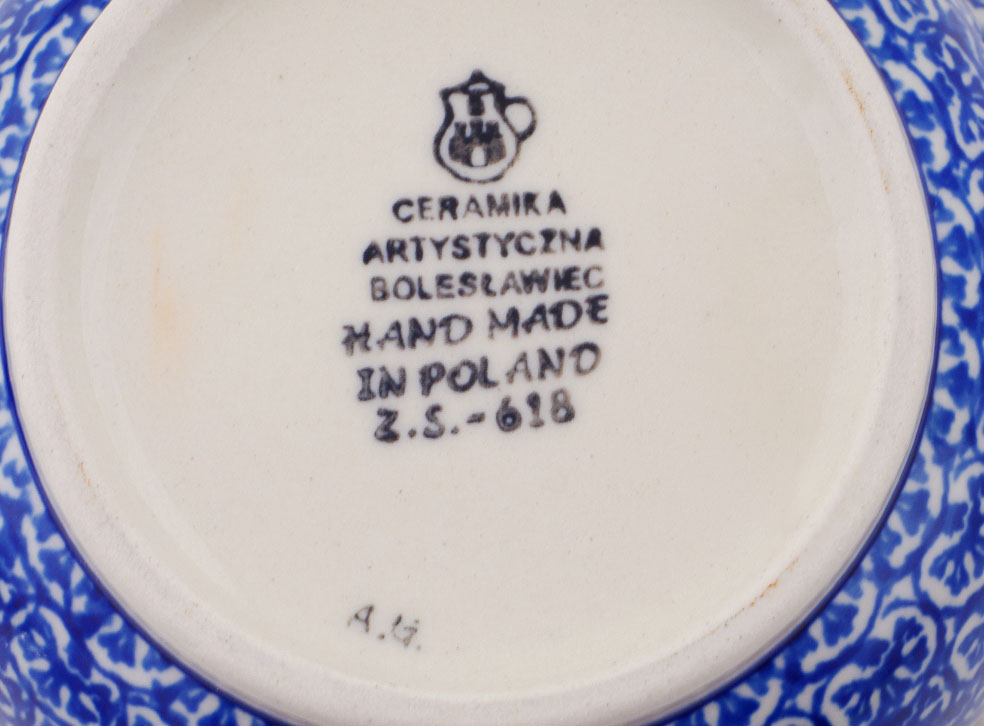 CERAMIKA
ARTYSTYCZNA
BOLESŁAWIEC
HAND MADE
IN POLAND
Z.S.-618
A.G.